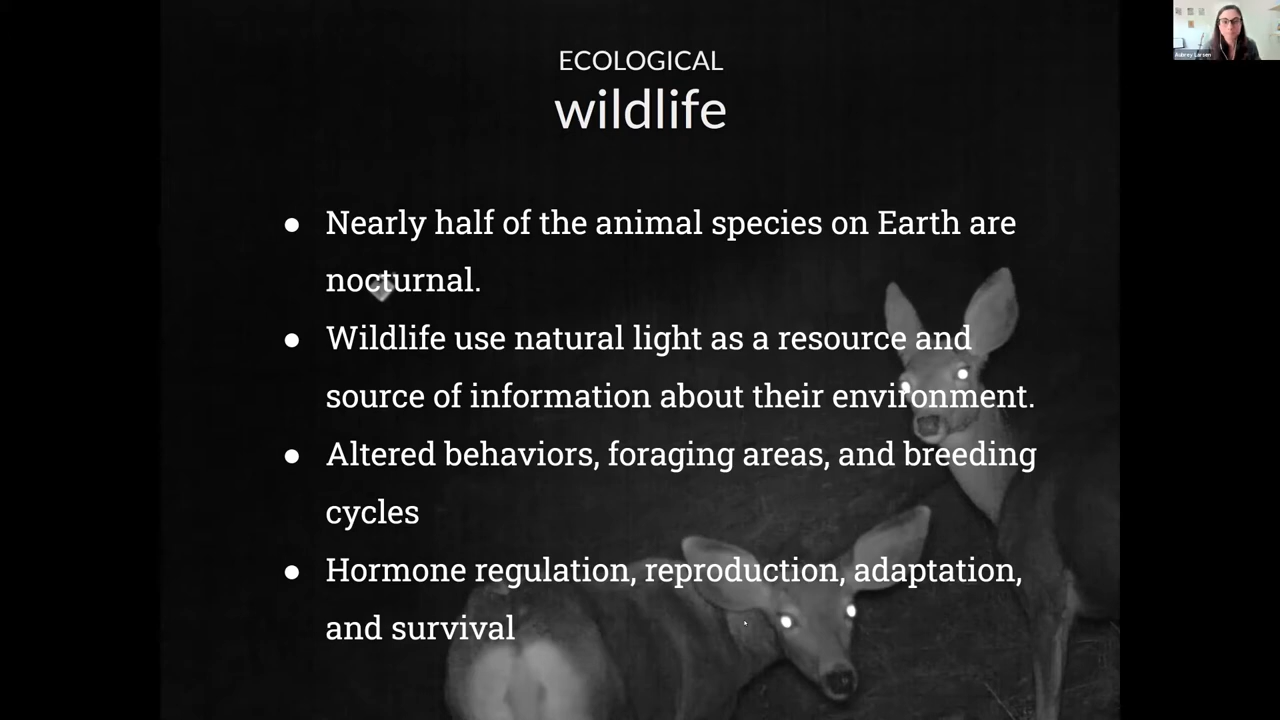 ECOLOGICAL
wildlife
● Nearly half of the animal species on Earth are
nocturnal.
● Wildlife use natural light as a resource and
source of information about their environment.
● Altered behaviors, foraging areas, and breeding
cycles
● Hormone regulation, reproduction, adaptation,
and survival
Aubrey Larsen